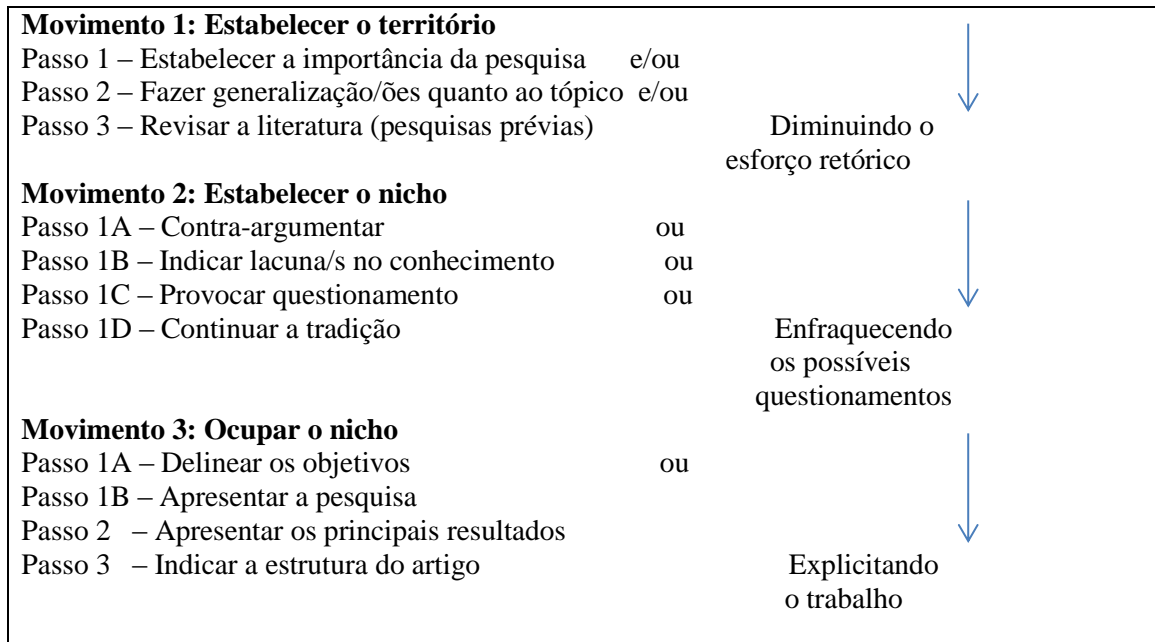 Movimento 1: Estabelecer o território
Passo 1 – Estabelecer a importância da pesquisa e/ou
Passo 2 – Fazer generalização/ões quanto ao tópico e/ou
Passo 3 – Revisar a literatura (pesquisas prévias) Diminuindo o
esforço retórico
Movimento 2: Estabelecer o nicho
Passo 1A – Contra-argumentar ou
Passo 1B – Indicar lacuna/s no conhecimento ou
Passo 1C – Provocar questionamento ou
Passo 1D – Continuar a tradição Enfraquecendo
os possíveis
questionamentos
Movimento 3: Ocupar o nicho
Passo 1A – Delinear os objetivos ou
Passo 1B – Apresentar a pesquisa
Passo 2 – Apresentar os principais resultados
Passo 3 – Indicar a estrutura do artigo Explicitando
o trabalho